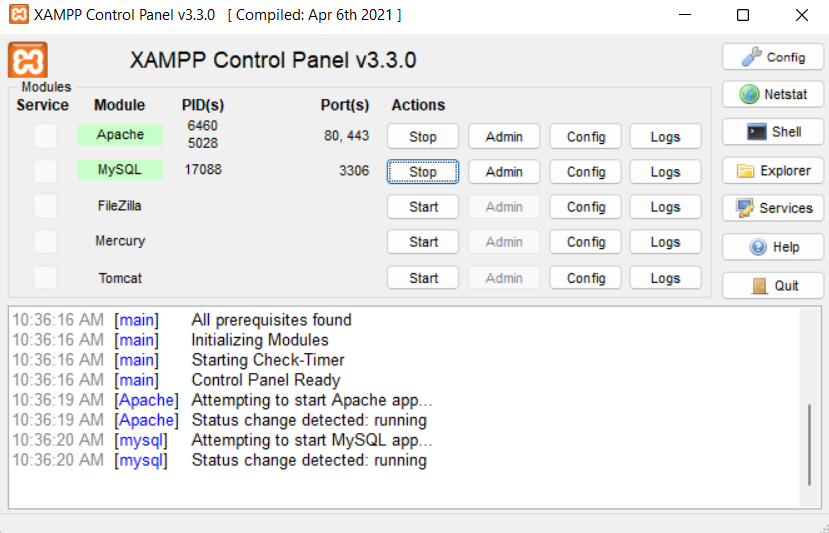 XAMPP Control Panel v3.3.0 [ Compiled: Apr 6th 2021 ]
XAMPP Control Panel v3.3.0
Config
Modules
Service Module PID(s) Port(s) Actions
Netstat
Apache 6460 5028 80, 443 Stop Admin Config Logs
Shell
MySQL 17088 3306 Stop Admin Config Logs
Explorer
FileZilla Start Admin Config Logs
Services
Mercury Start Admin Config Logs
Help
Tomcat Start Admin Config Logs
Quit
10:36:16 AM [main] All prerequisites found
10:36:16 AM [main] Initializing Modules
10:36:16 AM [main] Starting Check-Timer
10:36:16 AM [main] Control Panel Ready
10:36:19 AM [Apache] Attempting to start Apache app...
10:36:19 AM [Apache] Status change detected: running
10:36:20 AM [mysql] Attempting to start MySQL app...
10:36:20 AM [mysql] Status change detected: running